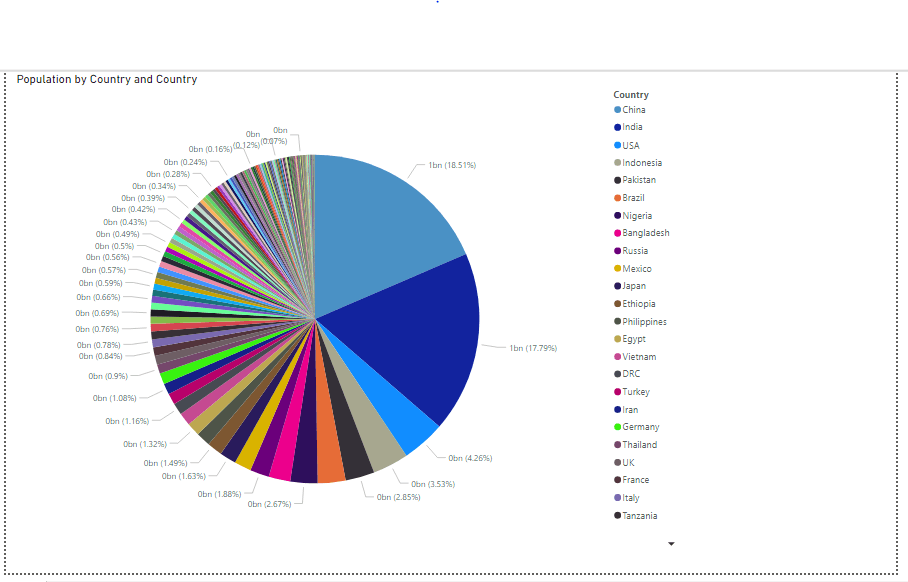 Population by Country and Country
Country
China
India
USA
Indonesia
Pakistan
Brazil
Nigeria
Bangladesh
Russia
Mexico
Japan
Ethiopia
Philippines
Egypt
Vietnam
DRC
Turkey
Iran
Germany
Thailand
UK
France
Italy
Tanzania
1bn (18.51%)
1bn (17.79%)
0bn (4.26%)
0bn (3.53%)
0bn (2.85%)
0bn (2.67%)
0bn (1.88%)
0bn (1.63%)
0bn (1.49%)
0bn (1.32%)
0bn (1.16%)
0bn (1.08%)
0bn (0.9%)
0bn (0.84%)
0bn (0.78%)
0bn (0.76%)
0bn (0.69%)
0bn (0.66%)
0bn (0.59%)
0bn (0.57%)
0bn (0.56%)
0bn (0.5%)
0bn (0.49%)
0bn (0.43%)
0bn (0.42%)
0bn (0.39%)
0bn (0.34%)
0bn (0.28%)
0bn (0.24%)
0bn (0.16%)
0bn
(0.12%)
0bn
(0.07%)